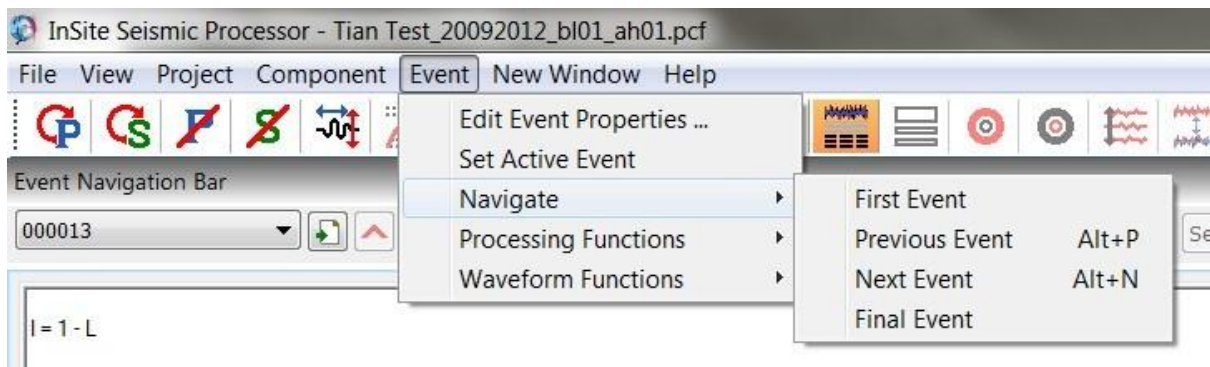 InSite Seismic Processor - Tian Test_20092012_bl01_ah01.pcf
File View Project Component Event New Window Help
P S P S
Edit Event Properties ...
Set Active Event
Navigate
Processing Functions
Waveform Functions
First Event
Previous Event Alt+P
Next Event Alt+N
Final Event
Event Navigation Bar
000013
Se
I = 1 - L